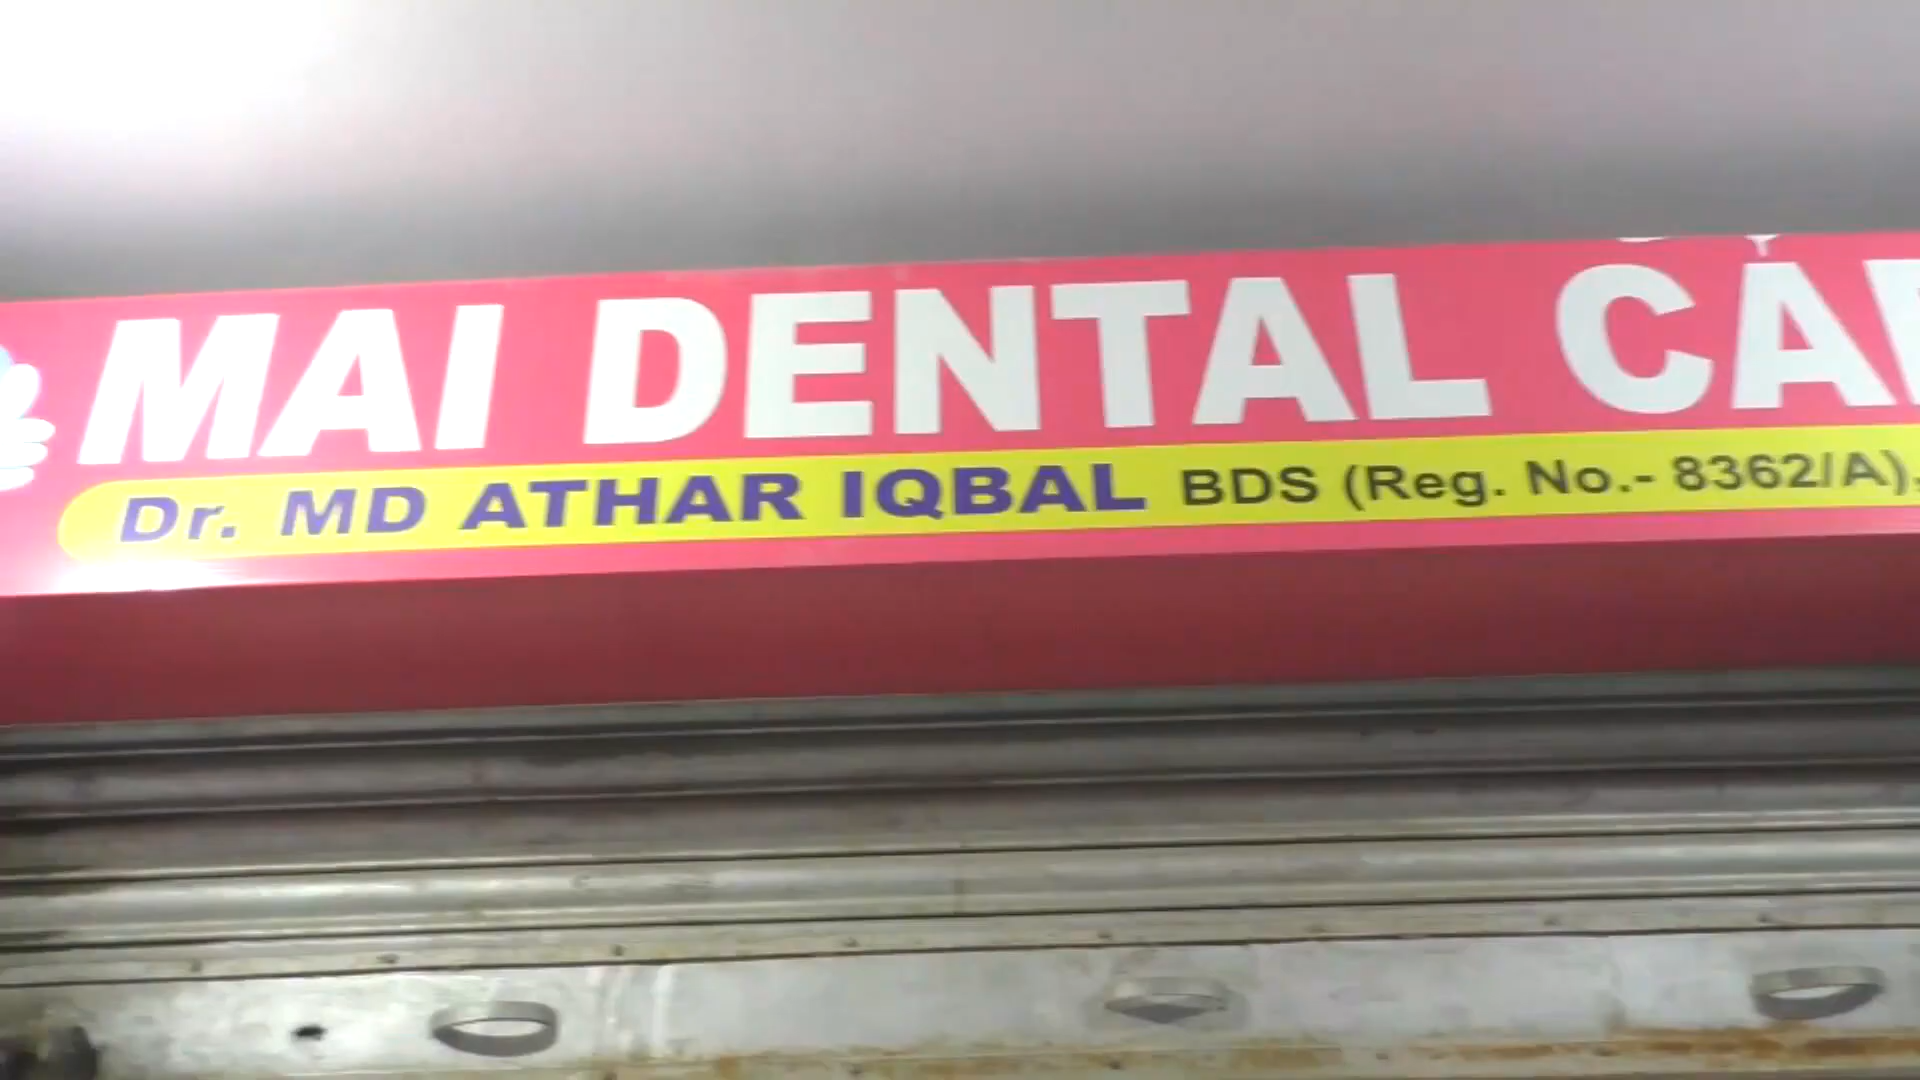 MAI DENTAL CA
Dr. MD ATHAR IQBAL BDS (Reg. No.- 8362/A),